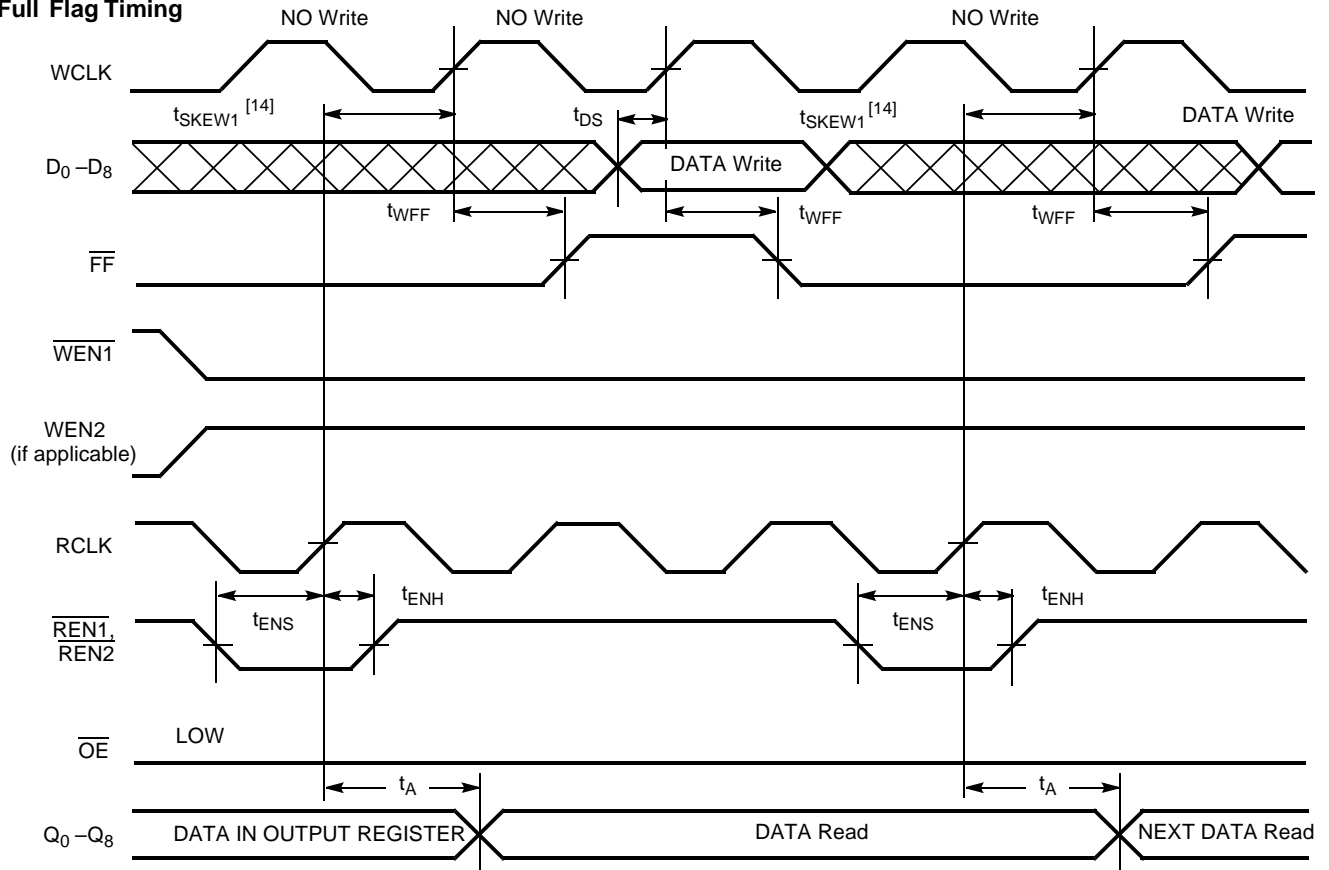 Full Flag Timing
NO Write
NO Write
NO Write
WCLK
tSKEW1 [14]
tDS
tSKEW1 [14]
DATA Write
D0 –D8
DATA Write
tWFF
tWFF
tWFF
FF
WEN1
WEN2
(if applicable)
RCLK
tENS
tENH
tENS
tENH
REN1,
REN2
OE
LOW
tA
tA
Q0 –Q8
DATA IN OUTPUT REGISTER
DATA Read
NEXT DATA Read